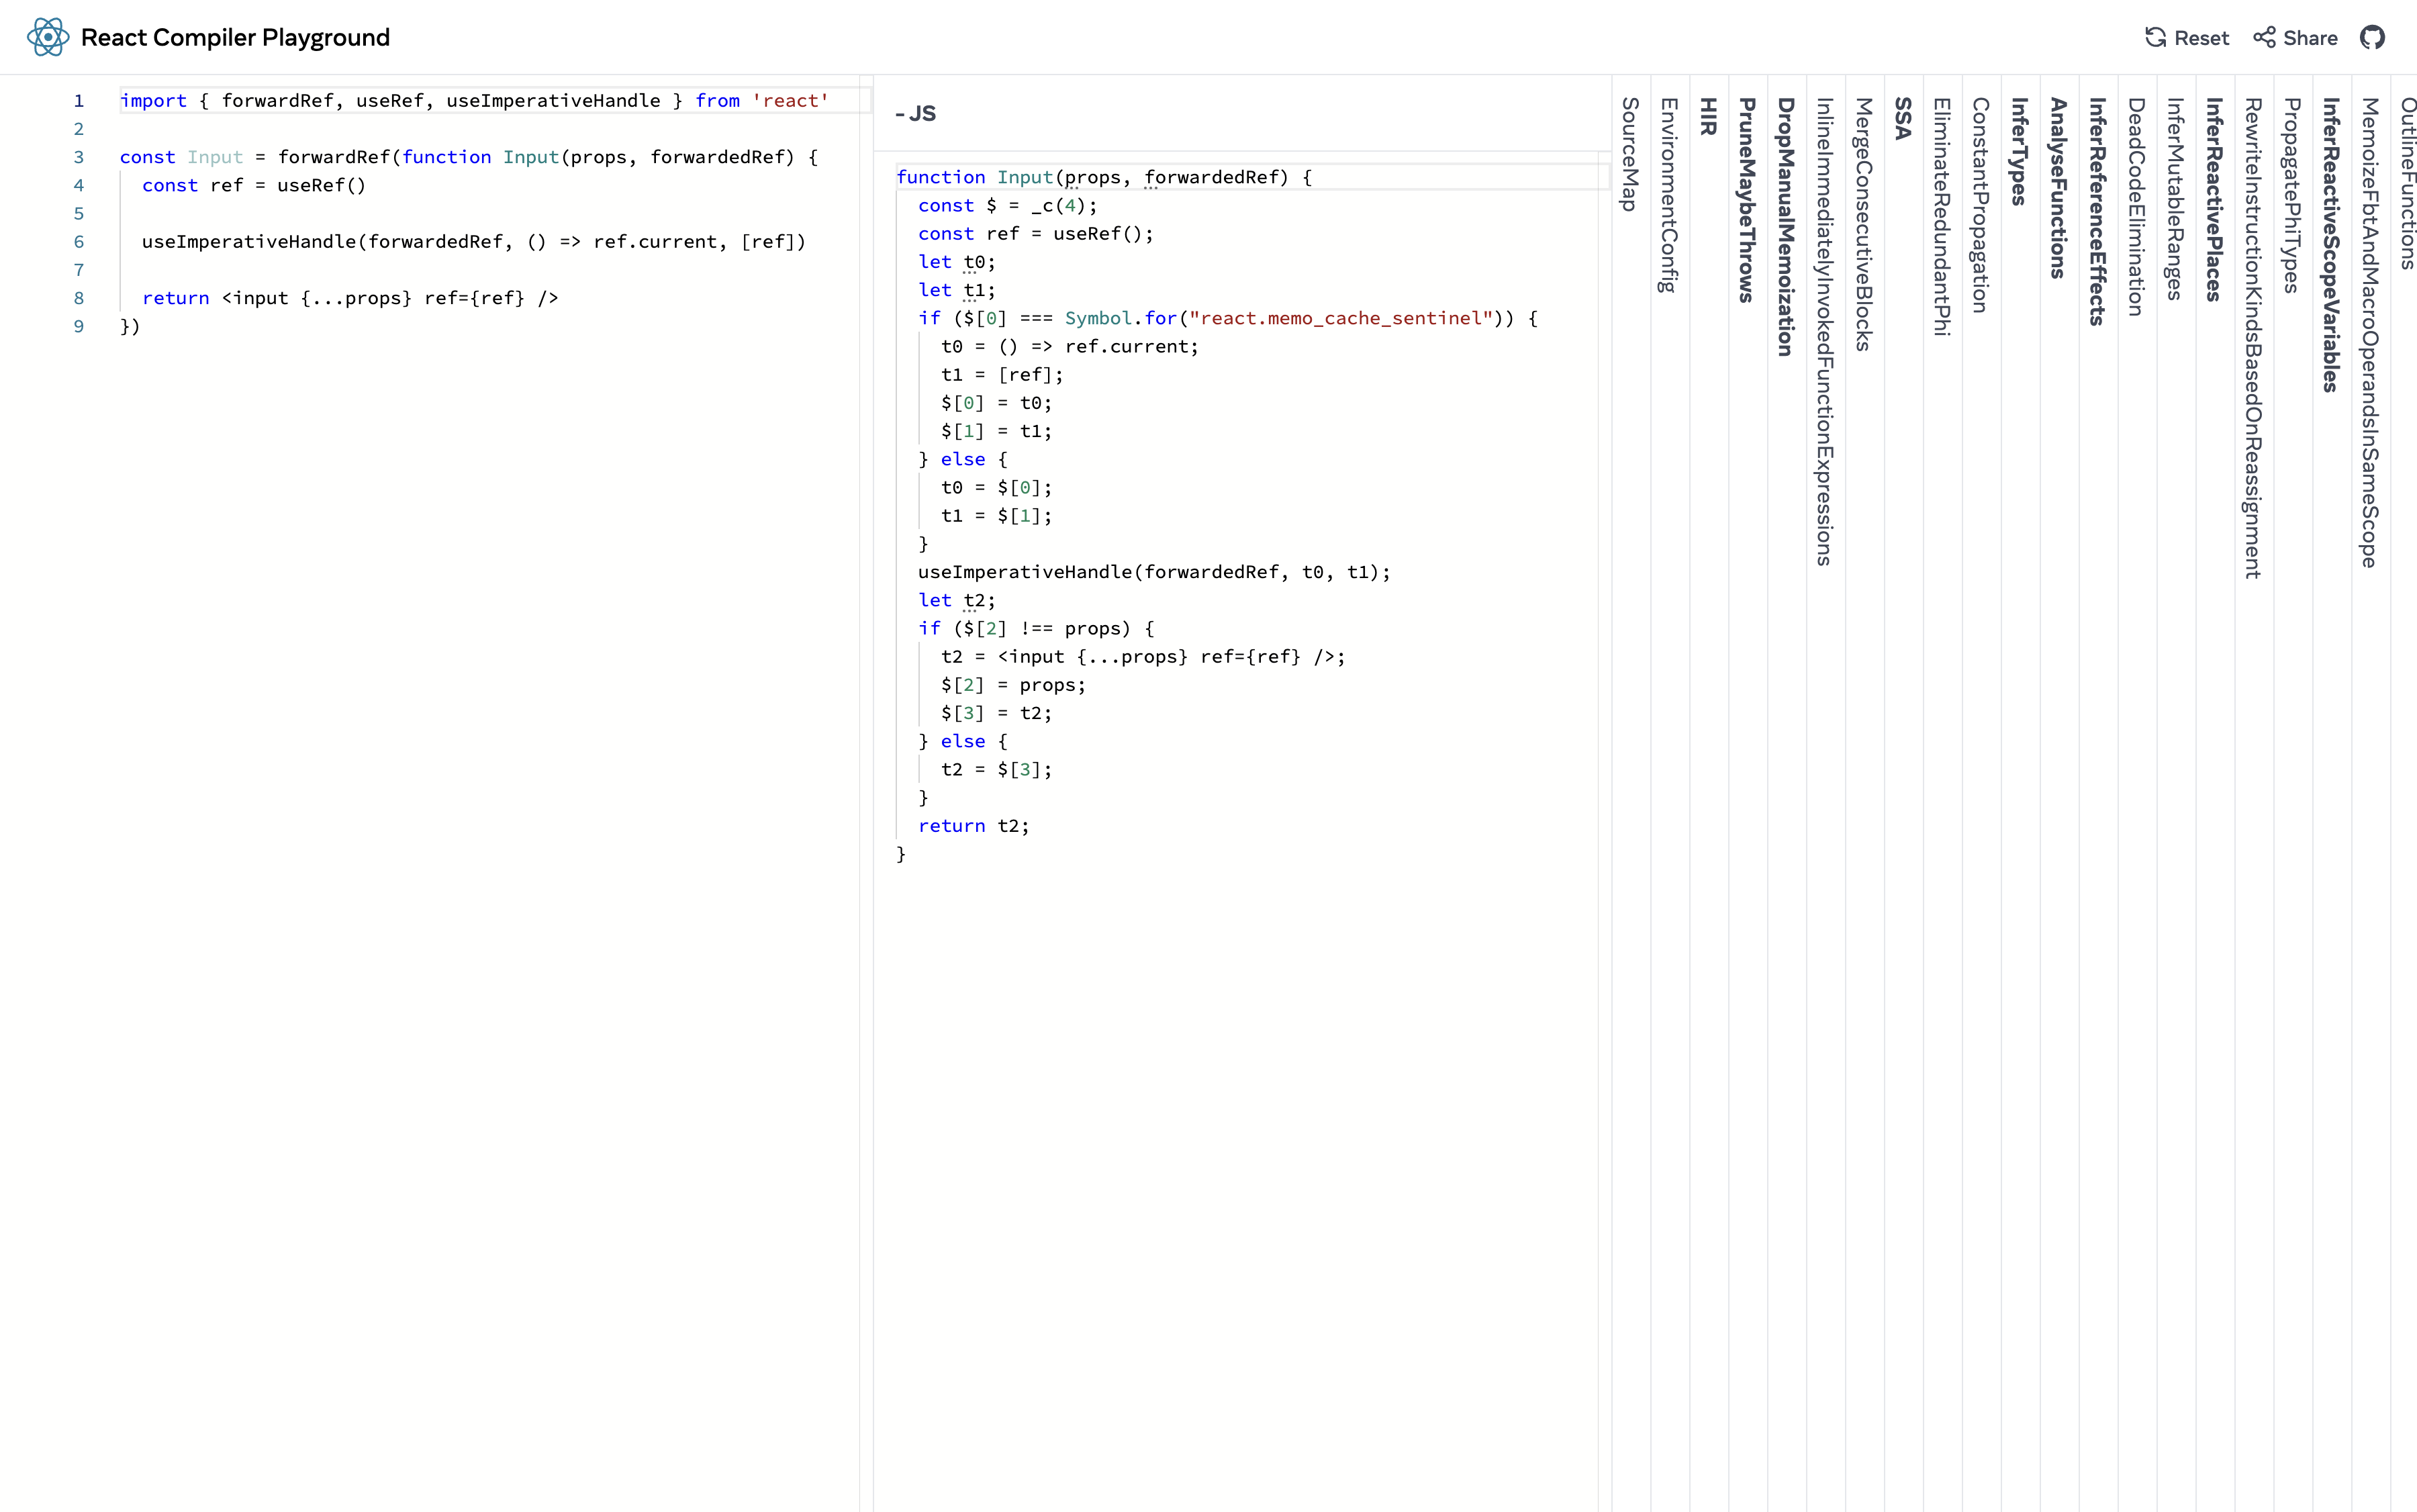 React Compiler Playground
Reset
Share
1 import { forwardRef, useRef, useImperativeHandle } from 'react'
2
3 const Input = forwardRef(function Input(props, forwardedRef) {
4   const ref = useRef()
5
6   useImperativeHandle(forwardedRef, () => ref.current, [ref])
7
8   return <input {...props} ref={ref} />
9 })
- JS
function Input(props, forwardedRef) {
  const $ = _c(4);
  const ref = useRef();
  let t0;
  let t1;
  if ($[0] === Symbol.for("react.memo_cache_sentinel")) {
    t0 = () => ref.current;
    t1 = [ref];
    $[0] = t0;
    $[1] = t1;
  } else {
    t0 = $[0];
    t1 = $[1];
  }
  useImperativeHandle(forwardedRef, t0, t1);
  let t2;
  if ($[2] !== props) {
    t2 = <input {...props} ref={ref} />;
    $[2] = props;
    $[3] = t2;
  } else {
    t2 = $[3];
  }
  return t2;
}
SourceMap
EnvironmentConfig
HIR
PruneMaybeThrows
DropManualMemoization
InlineImmediatelyInvokedFunctionExpressions
MergeConsecutiveBlocks
SSA
EliminateRedundantPhi
ConstantPropagation
InferTypes
AnalyseFunctions
InferReferenceEffects
DeadCodeElimination
InferMutableRanges
InferReactivePlaces
RewriteInstructionKindsBasedOnReassignment
PropagatePhiTypes
InferReactiveScopeVariables
MemoizeFbtAndMacroOperandsInSameScope
OutlineFunctions